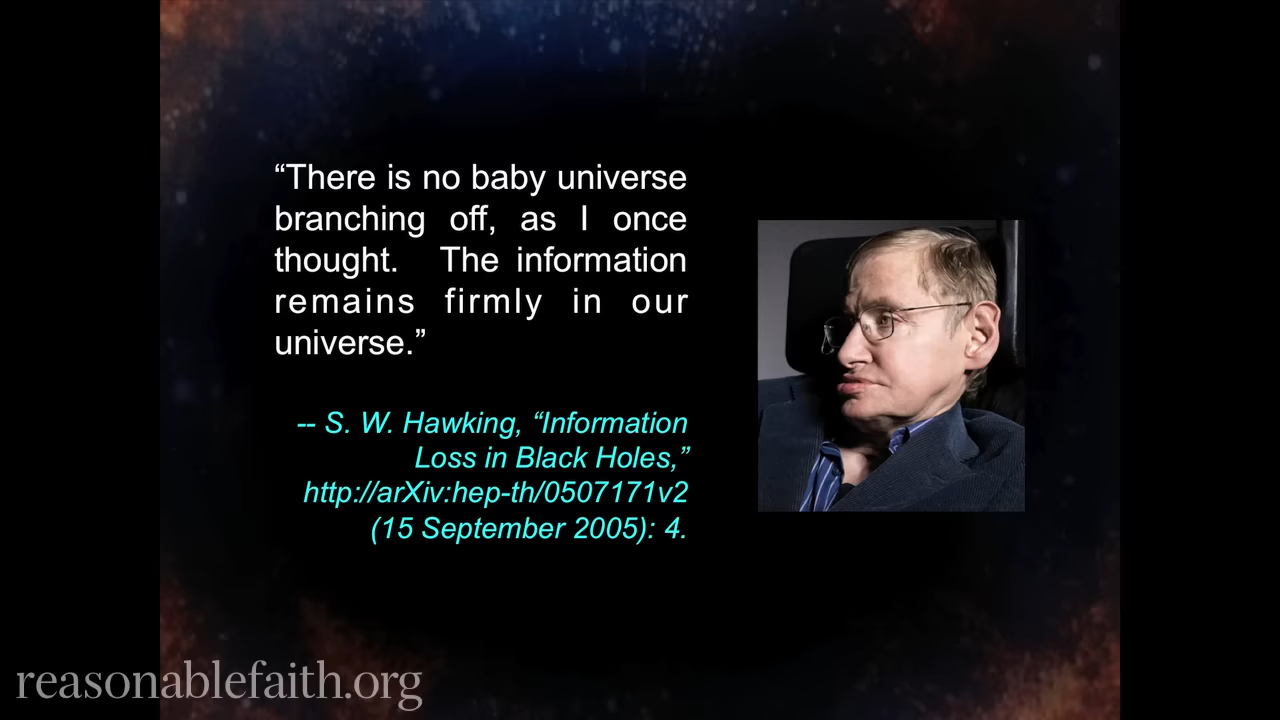 “There is no baby universe
branching off, as I once
thought. The information
remains firmly in our
universe.”
-- S. W. Hawking, “Information
Loss in Black Holes,”
http://arXiv:hep-th/0507171v2
(15 September 2005): 4.
reasonablefaith.org